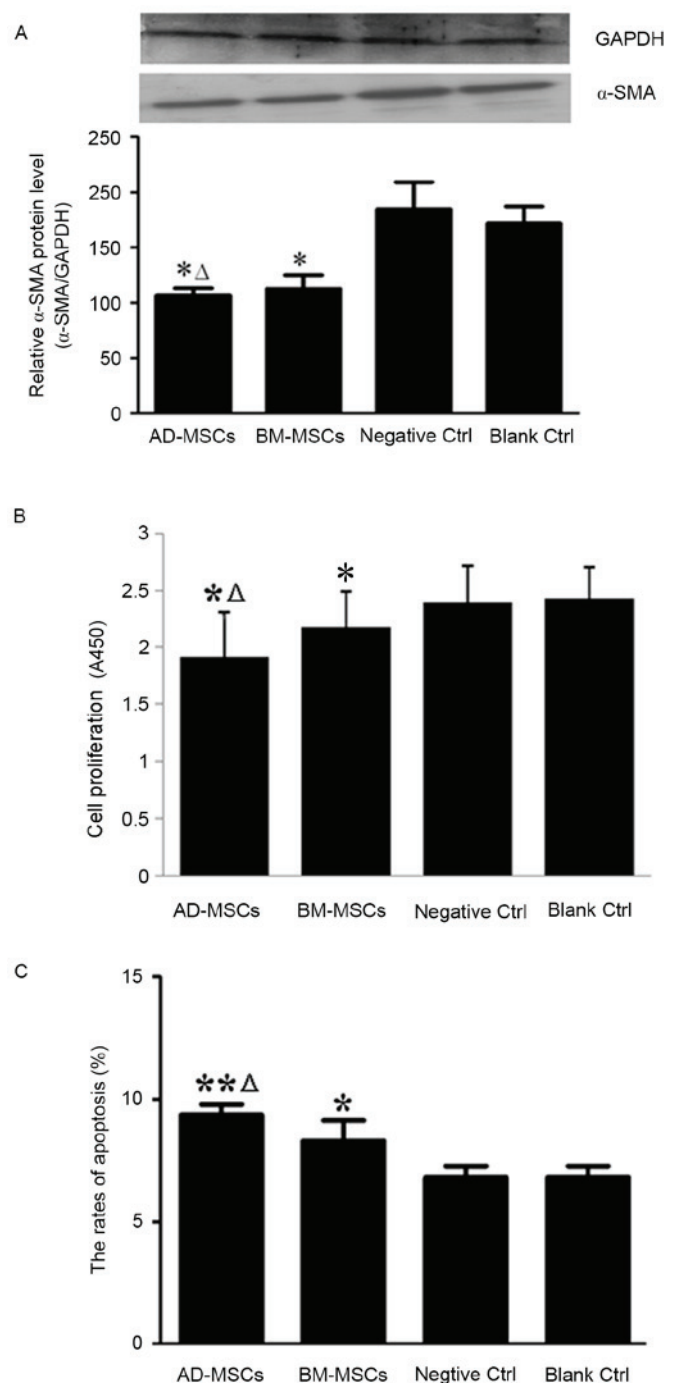 A
GAPDH
α-SMA
Relative α-SMA protein level
(α-SMA/GAPDH)
250
250
150
100
50
0
*Δ
*
AD-MSCs BM-MSCs Negative Ctrl Blank Ctrl
B
Cell proliferation (A450)
3
2.5
2
1.5
1
0.5
0
*Δ
*
AD-MSCs BM-MSCs Negative Ctrl Blank Ctrl
C
The rates of apoptosis (%)
15
10
5
0
**Δ
*
AD-MSCs BM-MSCs Negtive Ctrl Blank Ctrl